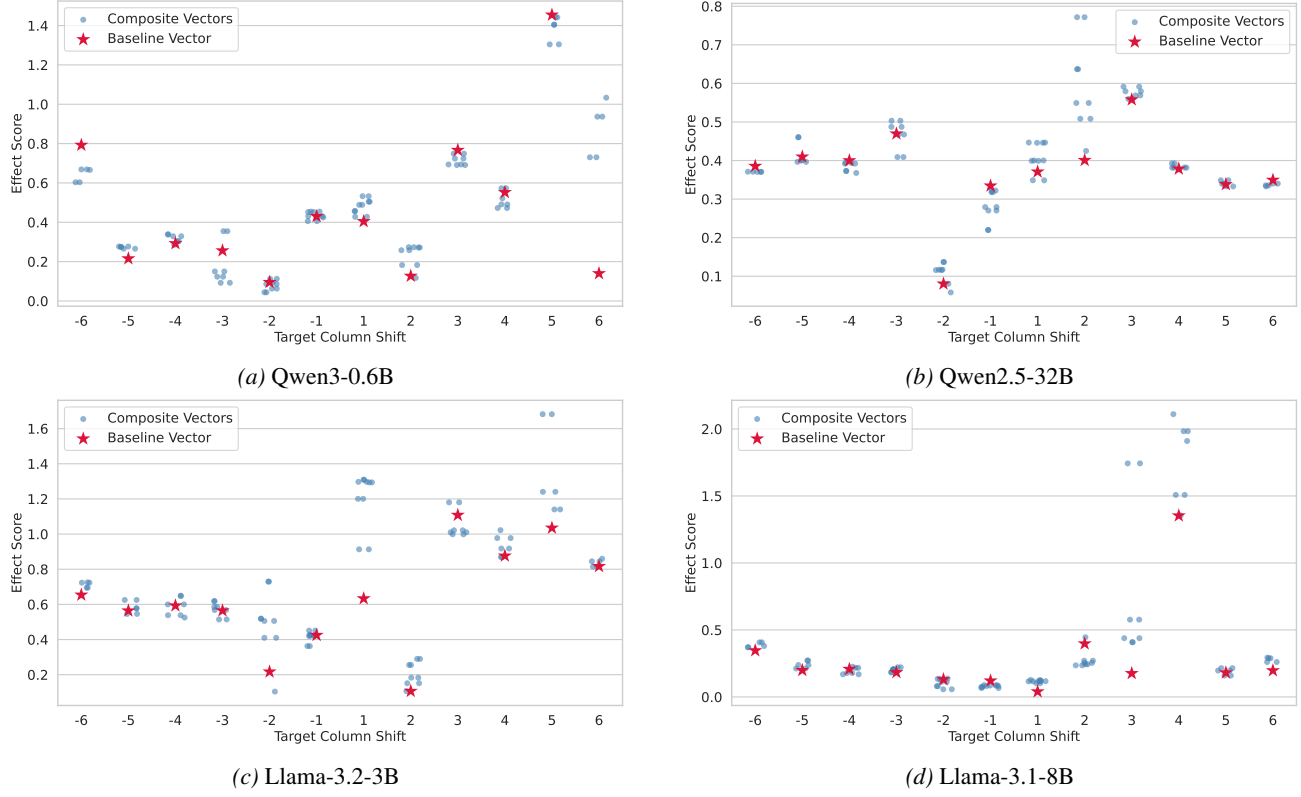 Composite Vectors
Baseline Vector
Effect Score
1.4
1.2
1.0
0.8
0.6
0.4
0.2
0.0
-6 -5 -4 -3 -2 -1 1 2 3 4 5 6
Target Column Shift
(a) Qwen3-0.6B
Composite Vectors
Baseline Vector
Effect Score
0.8
0.7
0.6
0.5
0.4
0.3
0.2
0.1
-6 -5 -4 -3 -2 -1 1 2 3 4 5 6
Target Column Shift
(b) Qwen2.5-32B
Composite Vectors
Baseline Vector
Effect Score
1.6
1.4
1.2
1.0
0.8
0.6
0.4
0.2
-6 -5 -4 -3 -2 -1 1 2 3 4 5 6
Target Column Shift
(c) Llama-3.2-3B
Composite Vectors
Baseline Vector
Effect Score
2.0
1.5
1.0
0.5
0.0
-6 -5 -4 -3 -2 -1 1 2 3 4 5 6
Target Column Shift
(d) Llama-3.1-8B